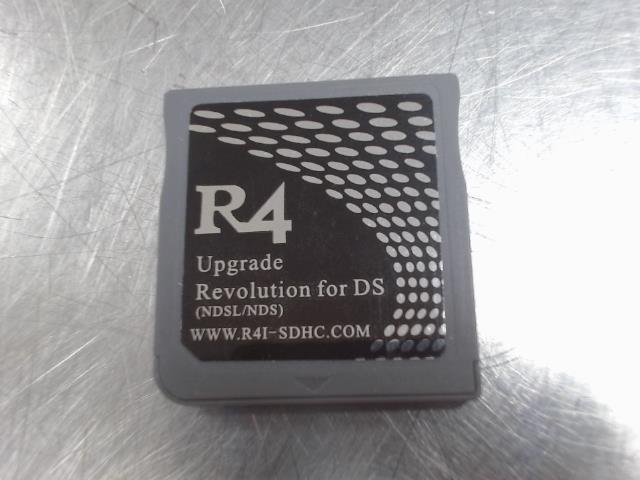 R4
Upgrade
Revolution for DS
(NDSL/NDS)
WWW.R4I-SDHC.COM